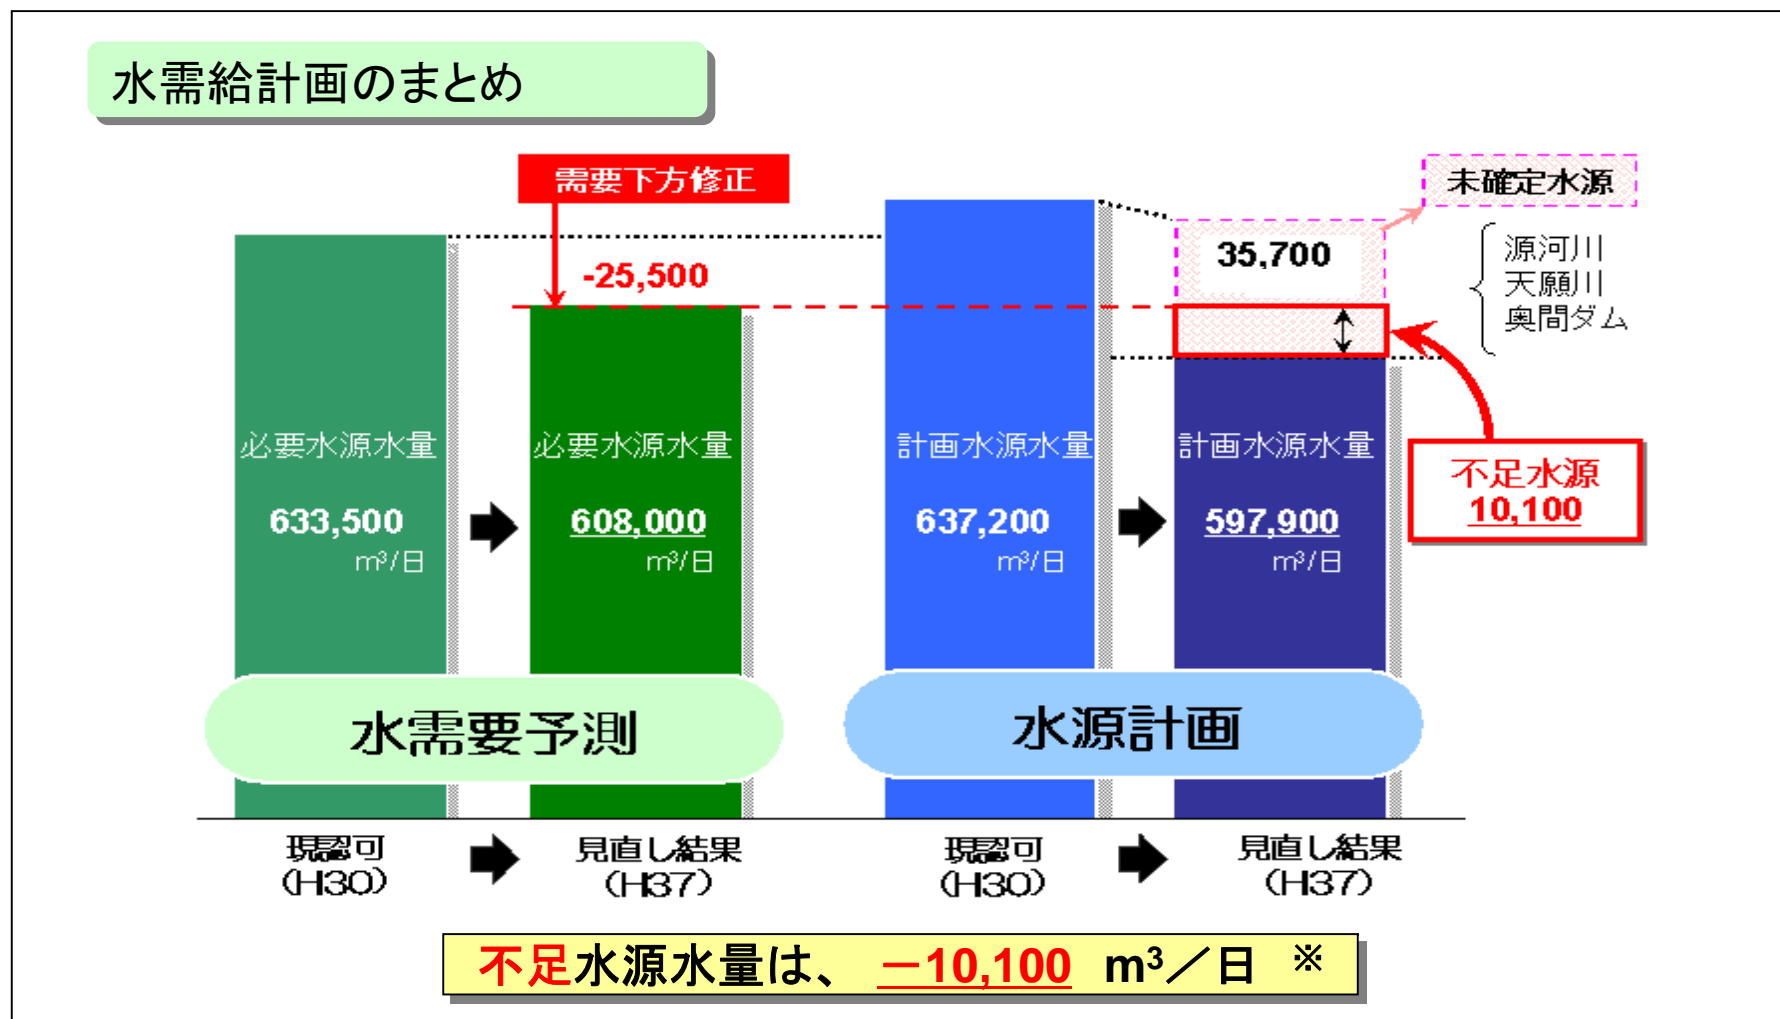 水需給計画のまとめ
需要下方修正
-25,500
未確定水源
35,700
源河川
天願川
奥間ダム
必要水源水量
633,500
m³/日
必要水源水量
608,000
m³/日
計画水源水量
637,200
m³/日
計画水源水量
597,900
m³/日
不足水源
10,100
水需要予測
水源計画
現認可
(H30)
見直し結果
(H37)
現認可
(H30)
見直し結果
(H37)
不足水源水量は、 －10,100 m³／日 ※